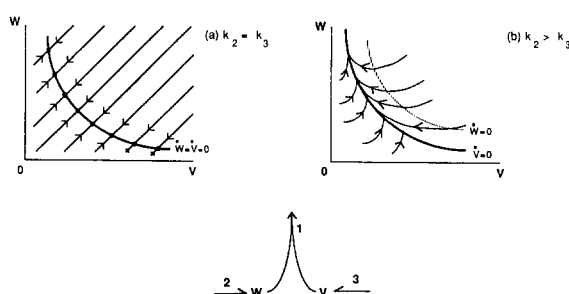 W
(a) k₂ = k₃
Ẇ=V̇=0
0
V
W
(b) k₂ > k₃
Ẇ=0
V̇=0
0
V
1
2
W
V
3